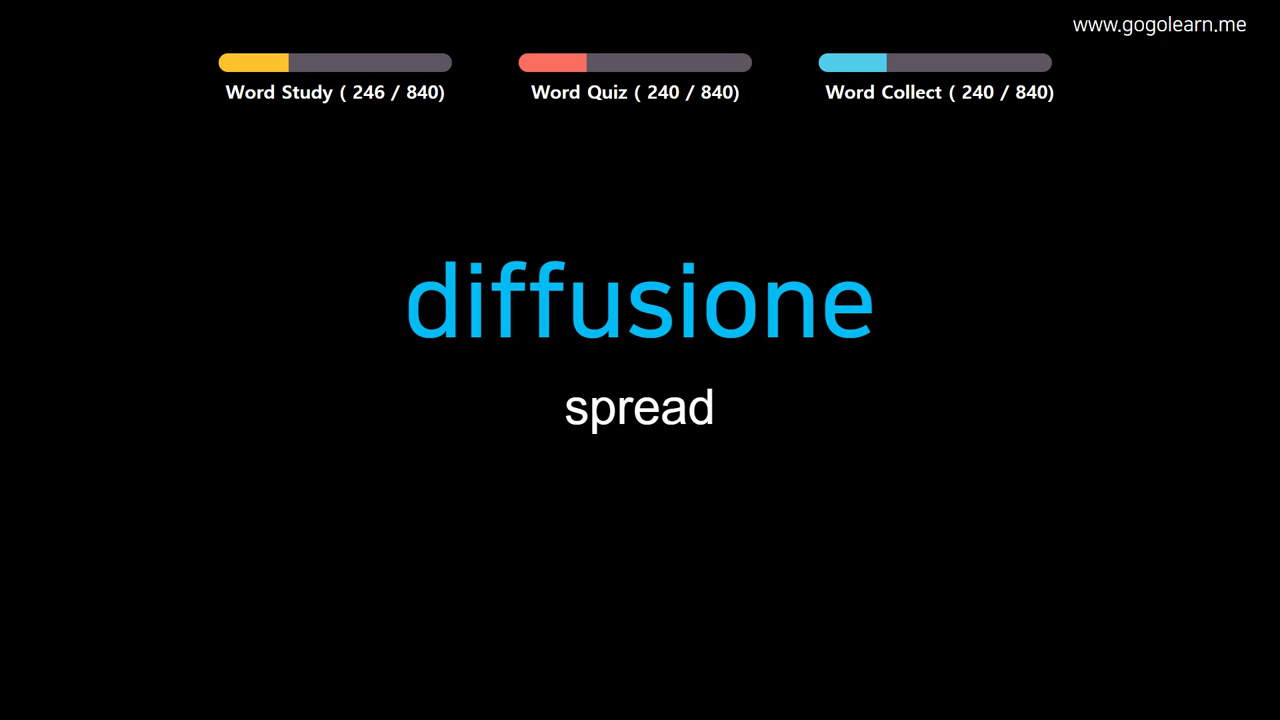 www.gogolearn.me
Word Study ( 246 / 840)
Word Quiz ( 240 / 840)
Word Collect ( 240 / 840)
diffusione
spread